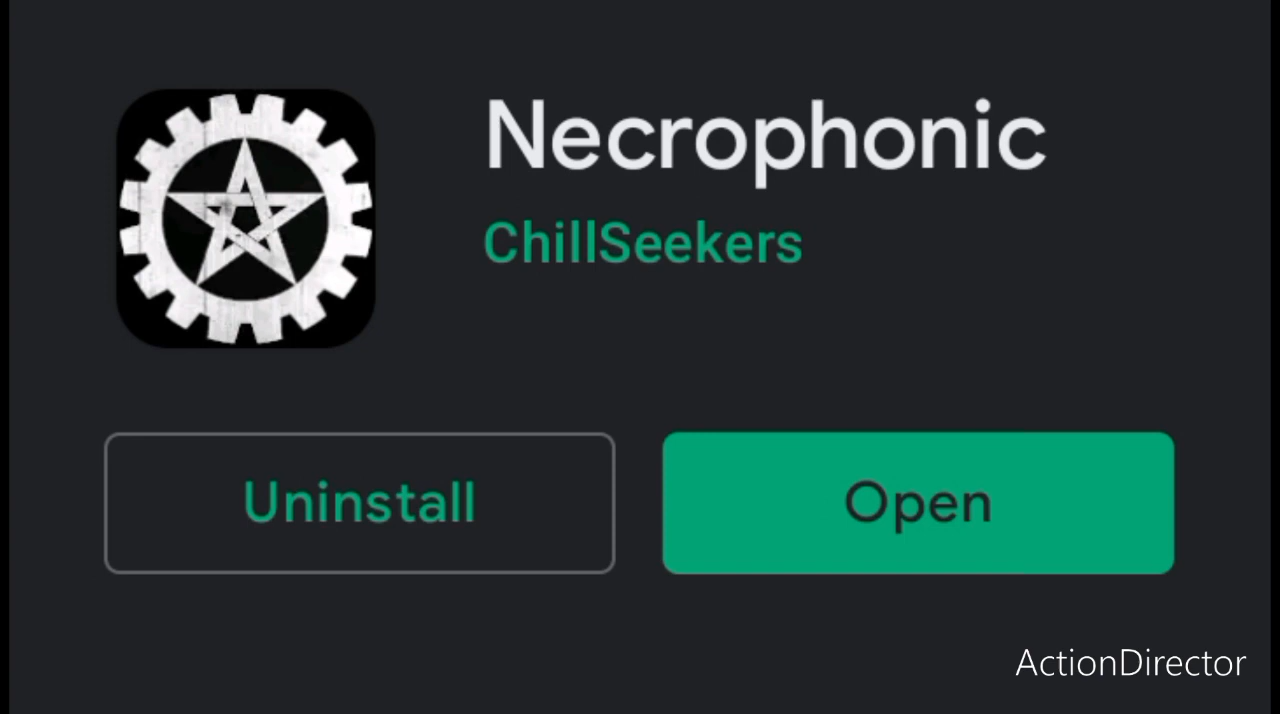 Necrophonic
ChillSeekers
Uninstall
Open
ActionDirector